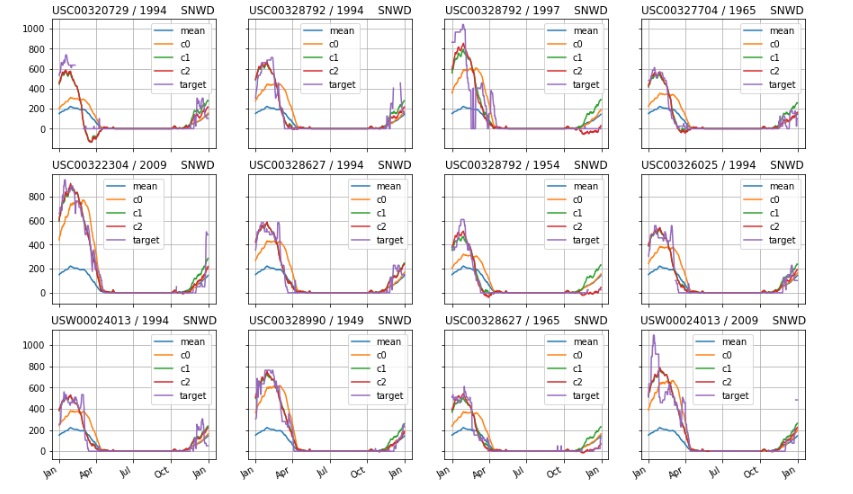 USC00320729 / 1994 SNWD
USC00328792 / 1994 SNWD
USC00328792 / 1997 SNWD
USC00327704 / 1965 SNWD
1000
800
600
400
200
0
mean
c0
c1
c2
target
mean
c0
c1
c2
target
mean
c0
c1
c2
target
mean
c0
c1
c2
target
USC00322304 / 2009 SNWD
USC00328627 / 1994 SNWD
USC00328792 / 1954 SNWD
USC00326025 / 1994 SNWD
800
600
400
200
0
mean
c0
c1
c2
target
mean
c0
c1
c2
target
mean
c0
c1
c2
target
mean
c0
c1
c2
target
USW00024013 / 1994 SNWD
USC00328990 / 1949 SNWD
USC00328627 / 1965 SNWD
USW00024013 / 2009 SNWD
1000
800
600
400
200
0
mean
c0
c1
c2
target
mean
c0
c1
c2
target
mean
c0
c1
c2
target
mean
c0
c1
c2
target
Jan Apr Jul Oct Jan
Jan Apr Jul Oct Jan
Jan Apr Jul Oct Jan
Jan Apr Jul Oct Jan